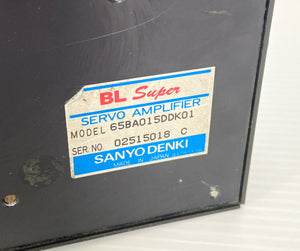 BL Super
SERVO AMPLIFIER
MODEL 65BA015DDK01
SER.NO. 02515018 C
SANYO DENKI
MADE IN JAPAN